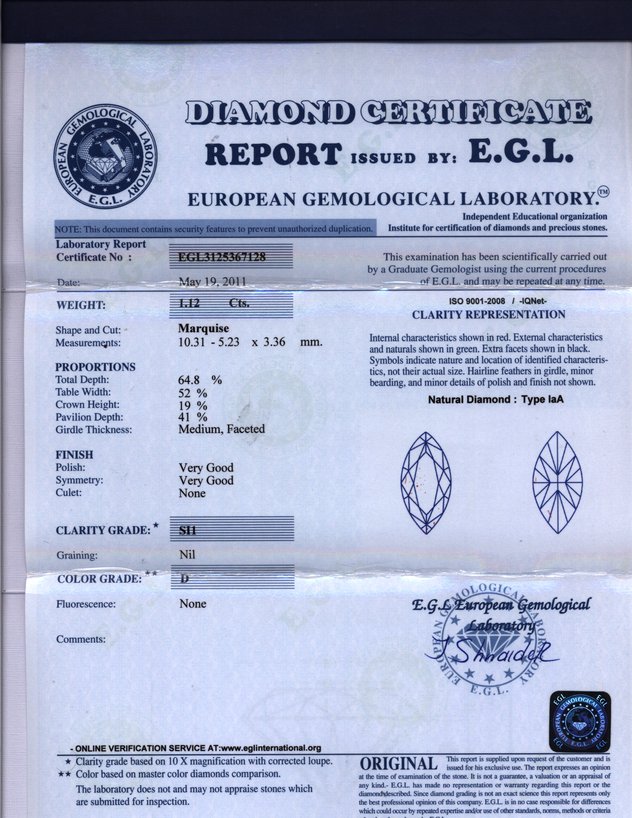 EUROPEAN GEMOLOGICAL LABORATORY
E.G.L.
DIAMOND CERTIFICATE
REPORT ISSUED BY: E.G.L.
EUROPEAN GEMOLOGICAL LABORATORY.™
Independent Educational organization
Institute for certification of diamonds and precious stones.
NOTE: This document contains security features to prevent unauthorized duplication.
Laboratory Report
Certificate No : EGL3125367128
Date: May 19, 2011
WEIGHT: 1.12 Cts.
Shape and Cut: Marquise
Measurements: 10.31 - 5.23 x 3.36 mm.
PROPORTIONS
Total Depth: 64.8 %
Table Width: 52 %
Crown Height: 19 %
Pavilion Depth: 41 %
Girdle Thickness: Medium, Faceted
FINISH
Polish: Very Good
Symmetry: Very Good
Culet: None
CLARITY GRADE:* SI1
Graining: Nil
COLOR GRADE:** D
Fluorescence: None
Comments:
This examination has been scientifically carried out
by a Graduate Gemologist using the current procedures
of E.G.L. and may be repeated at any time.
ISO 9001-2008 / -IQNet-
CLARITY REPRESENTATION
Internal characteristics shown in red. External characteristics
and naturals shown in green. Extra facets shown in black.
Symbols indicate nature and location of identified characteris-
tics, not their actual size. Hairline feathers in girdle, minor
bearding, and minor details of polish and finish not shown.
Natural Diamond : Type IaA
E.G.L European Gemological
Laboratory
EUROPEAN GEMOLOGICAL LABORATORY
E.G.L.
EGL
EGL
- ONLINE VERIFICATION SERVICE AT:www.eglinternational.org
* Clarity grade based on 10 X magnification with corrected loupe.
** Color based on master color diamonds comparison.
The laboratory does not and may not appraise stones which
are submitted for inspection.
ORIGINAL This report is supplied upon request of the customer and is
issued for his exclusive use. The report expresses an opinion
at the time of examination of the stone. It is not a guarantee, a valuation or an appraisal of
any kind.- E.G.L. has made no representation or warranty regarding this report or the
diamond described. Since diamond grading is not an exact science this report represents only
the best professional opinion of this company. E.G.L. is in no case responsible for differences
which could occur by repeated expertise and/or use of other standards, norms, methods or criteria